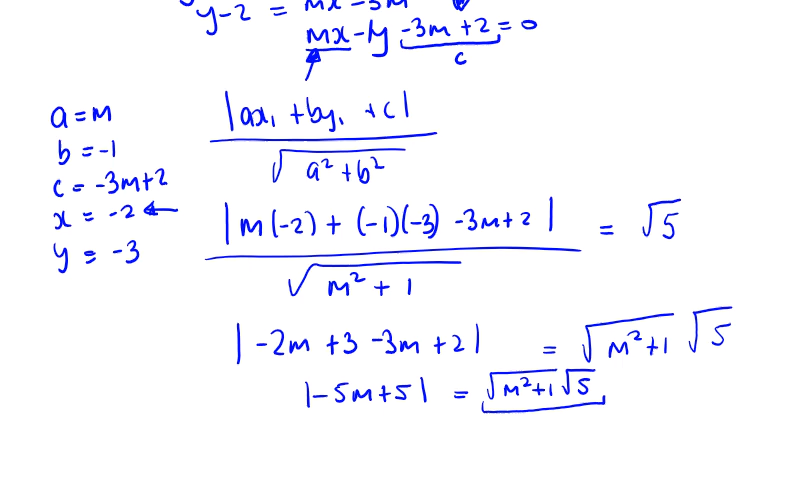 y-2 = mx -3m
mx -1y -3m +2 = 0
c
a = m
b = -1
c = -3m+2
x = -2 ←
y = -3
|ax₁ + by₁ + c|
√(a² + b²)
|m(-2) + (-1)(-3) -3m+2| = √5
√(m² + 1)
|-2m +3 -3m +2| = √(m²+1) √5
|-5m+5| = √(m²+1) √5